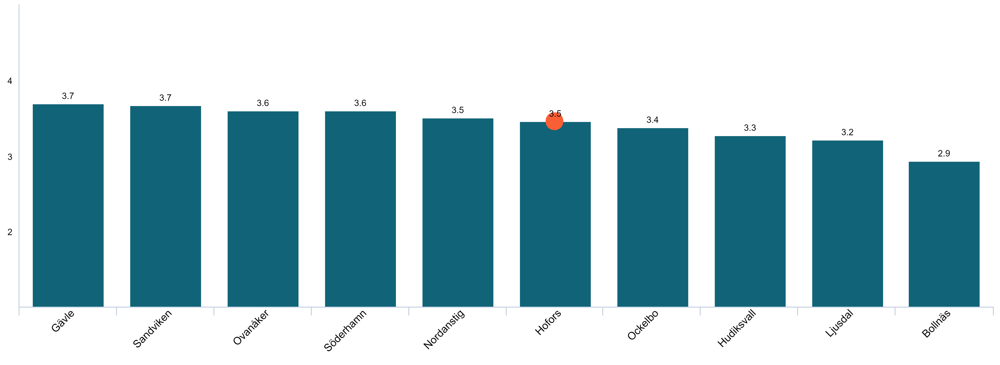 4
3
2
3.7
3.7
3.6
3.6
3.5
3.5
3.4
3.3
3.2
2.9
Gävle
Sandviken
Ovanåker
Söderhamn
Nordanstig
Hofors
Ockelbo
Hudiksvall
Ljusdal
Bollnäs